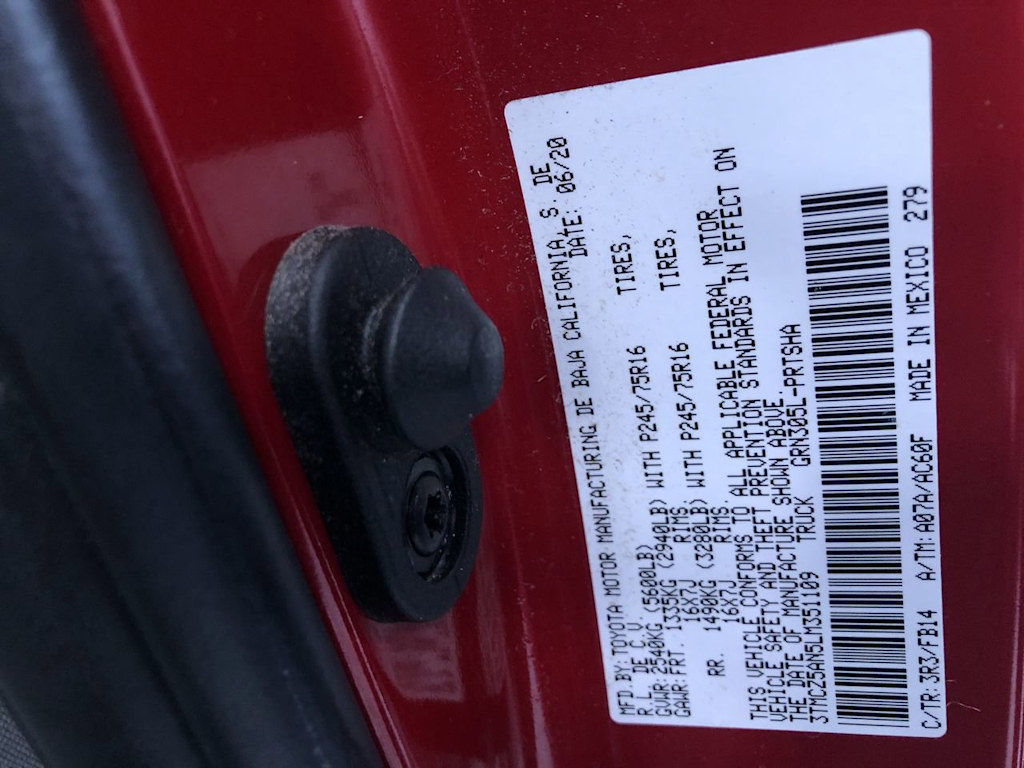 MFD.BY: TOYOTA MOTOR MANUFACTURING DE BAJA CALIFORNIA, S. DE
R. L. DE C.V. DATE: 06/20
GVWR: 2540KG (5600LB)
GAWR: FRT. 1335KG (2940LB) WITH P245/75R16 TIRES,
16X7J RIMS.
RR. 1490KG (3280LB) WITH P245/75R16 TIRES,
16X7J RIMS.
THIS VEHICLE CONFORMS TO ALL APPLICABLE FEDERAL MOTOR
VEHICLE SAFETY AND THEFT PREVENTION STANDARDS IN EFFECT ON
THE DATE OF MANUFACTURE SHOWN ABOVE.
3TMCZ5AN5LM351109 TRUCK GRN305L-PRTSHA
C/TR: 3R3/FB14 A/TM: A07A/AC60F MADE IN MEXICO 279